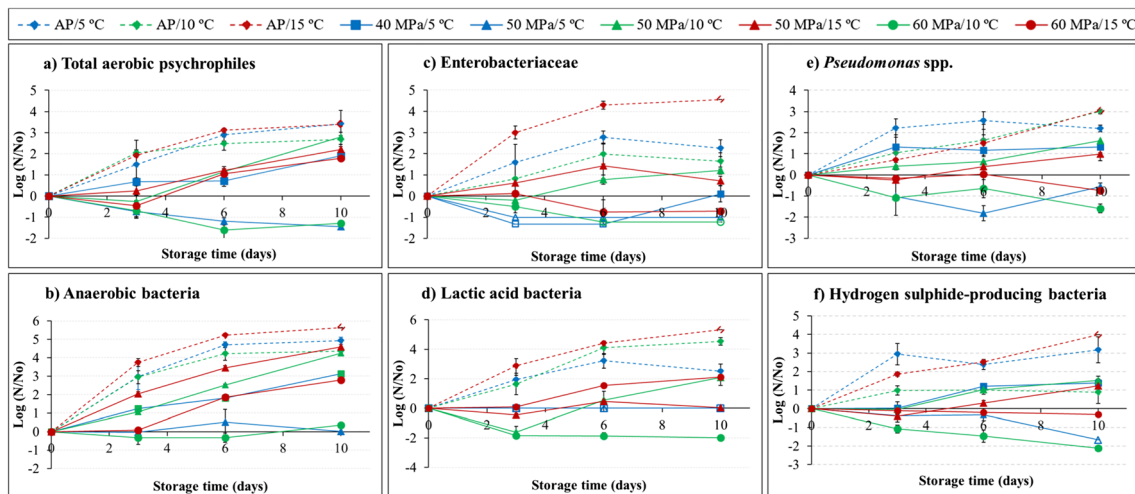 AP/5 ºC AP/10 ºC AP/15 ºC 40 MPa/5 ºC 50 MPa/5 ºC 50 MPa/10 ºC 50 MPa/15 ºC 60 MPa/10 ºC 60 MPa/15 ºC
a) Total aerobic psychrophiles
Log (N/No)
5
4
3
2
1
0
-1
-2
0 2 4 6 8 10
Storage time (days)
c) Enterobacteriaceae
Log (N/No)
5
4
3
2
1
0
-1
-2
0 2 4 6 8 10
Storage time (days)
e) Pseudomonas spp.
Log (N/No)
4
3
2
1
0
-1
-2
-3
0 2 4 6 8 10
Storage time (days)
b) Anaerobic bacteria
Log (N/No)
6
5
4
3
2
1
0
-1
-2
0 2 4 6 8 10
Storage time (days)
d) Lactic acid bacteria
Log (N/No)
6
4
2
0
-2
-4
0 2 4 6 8 10
Storage time (days)
f) Hydrogen sulphide-producing bacteria
Log (N/No)
5
4
3
2
1
0
-1
-2
-3
0 2 4 6 8 10
Storage time (days)